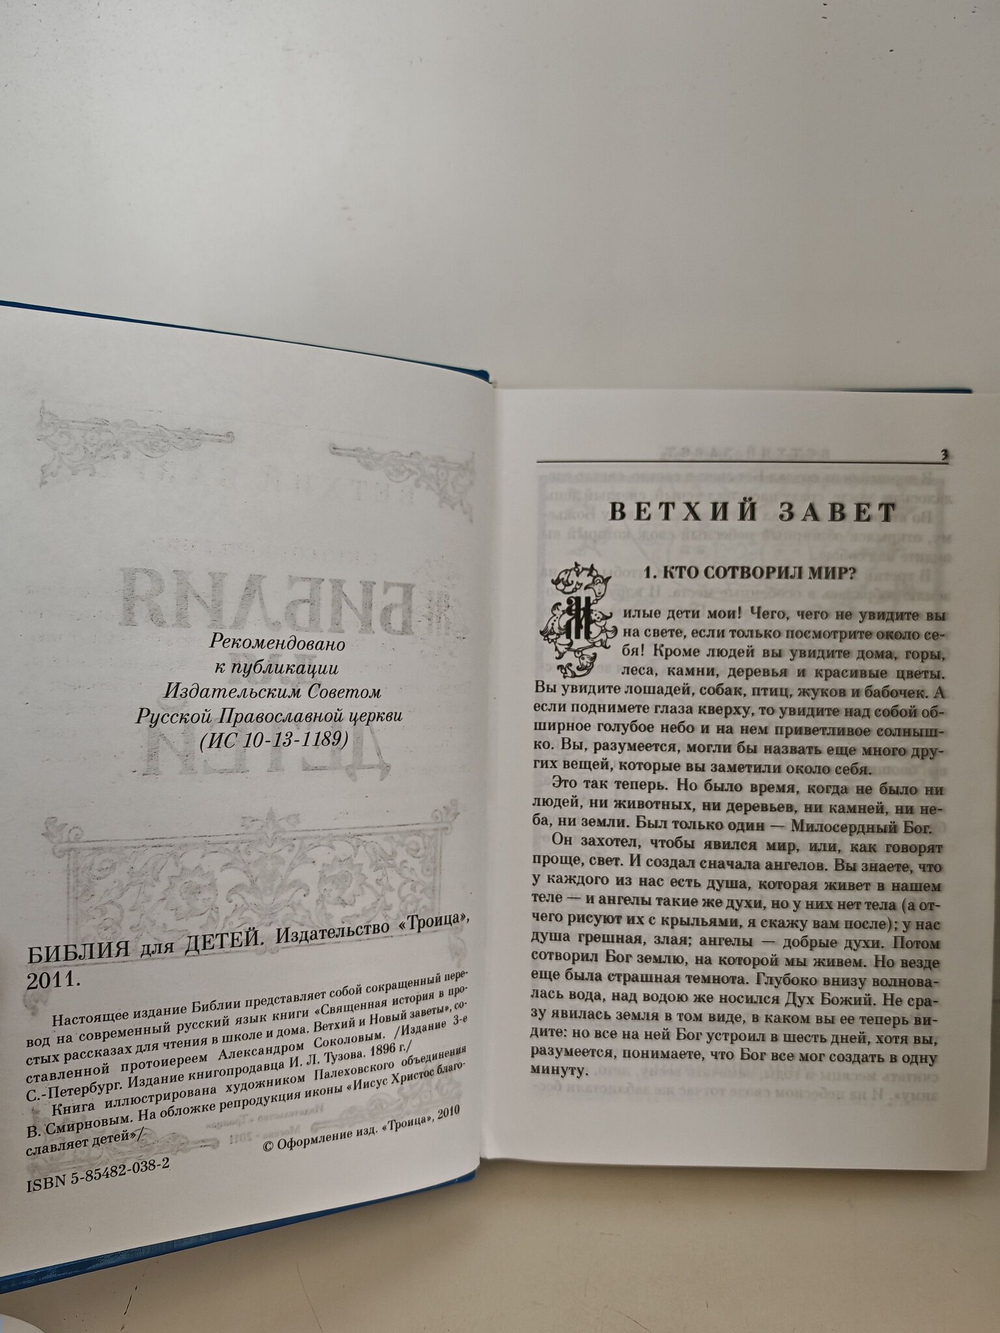 Рекомендовано
к публикации
Издательским Советом
Русской Православной церкви
(ИС 10-13-1189)
БИБЛИЯ для ДЕТЕЙ. Издательство «Троица»,
2011.
Настоящее издание Библии представляет собой сокращенный пере-
вод на современный русский язык книги «Священная история в про-
стых рассказах для чтения в школе и дома. Ветхий и Новый заветы», со-
ставленной протоиереем Александром Соколовым. /Издание 3-е
С.-Петербург. Издание книгопродавца И. Л. Тузова. 1896 г./
Книга иллюстрирована художником Палеховского объединения
В. Смирновым. На обложке репродукция иконы «Иисус Христос благо-
славляет детей»/
© Оформление изд. «Троица», 2010
ISBN 5-85482-038-2
3
ВЕТХИЙ ЗАВЕТ
1. КТО СОТВОРИЛ МИР?
Милые дети мои! Чего, чего не увидите вы
на свете, если только посмотрите около се-
бя! Кроме людей вы увидите дома, горы,
леса, камни, деревья и красивые цветы.
Вы увидите лошадей, собак, птиц, жуков и бабочек. А
если поднимете глаза кверху, то увидите над собой об-
ширное голубое небо и на нем приветливое солныш-
ко. Вы, разумеется, могли бы назвать еще много дру-
гих вещей, которые вы заметили около себя.
Это так теперь. Но было время, когда не было ни
людей, ни животных, ни деревьев, ни камней, ни не-
ба, ни земли. Был только один — Милосердный Бог.
Он захотел, чтобы явился мир, или, как говорят
проще, свет. И создал сначала ангелов. Вы знаете, что
у каждого из нас есть душа, которая живет в нашем
теле — и ангелы такие же духи, но у них нет тела (а от-
чего рисуют их с крыльями, я скажу вам после); у нас
душа грешная, злая; ангелы — добрые духи. Потом
сотворил Бог землю, на которой мы живем. Но везде
еще была страшная темнота. Глубоко внизу волнова-
лась вода, над водою же носился Дух Божий. Не сра-
зу явилась земля в том виде, в каком вы ее теперь ви-
дите: но все на ней Бог устроил в шесть дней, хотя вы,
разумеется, понимаете, что Бог все мог создать в одну
минуту.